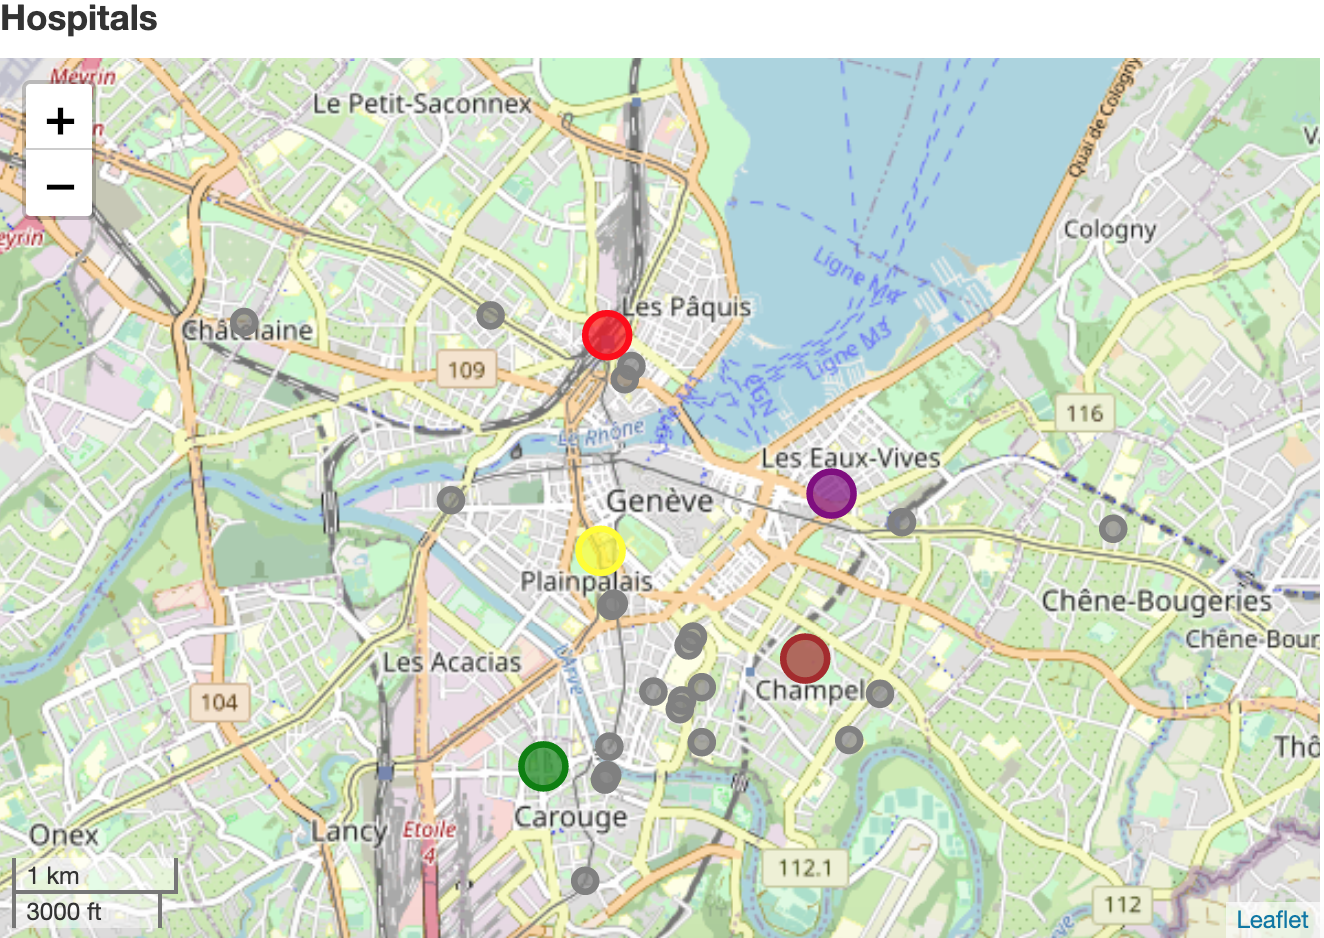 Hospitals
Meyrin
+
−
Le Petit-Saconnex
Quai de Cologny
eyrin
Cologny
Ligne M4
Les Pâquis
Châtelaine
Ligne M3
109
116
Le Rhône
Les Eaux-Vives
Genève
Plainpalais
Chêne-Bougeries
Chêne-Bour
Les Acacias
L'Arve
Champel
104
Thô
Carouge
Onex
Lancy
Etoile
4
112.1
1 km
3000 ft
112
Leaflet